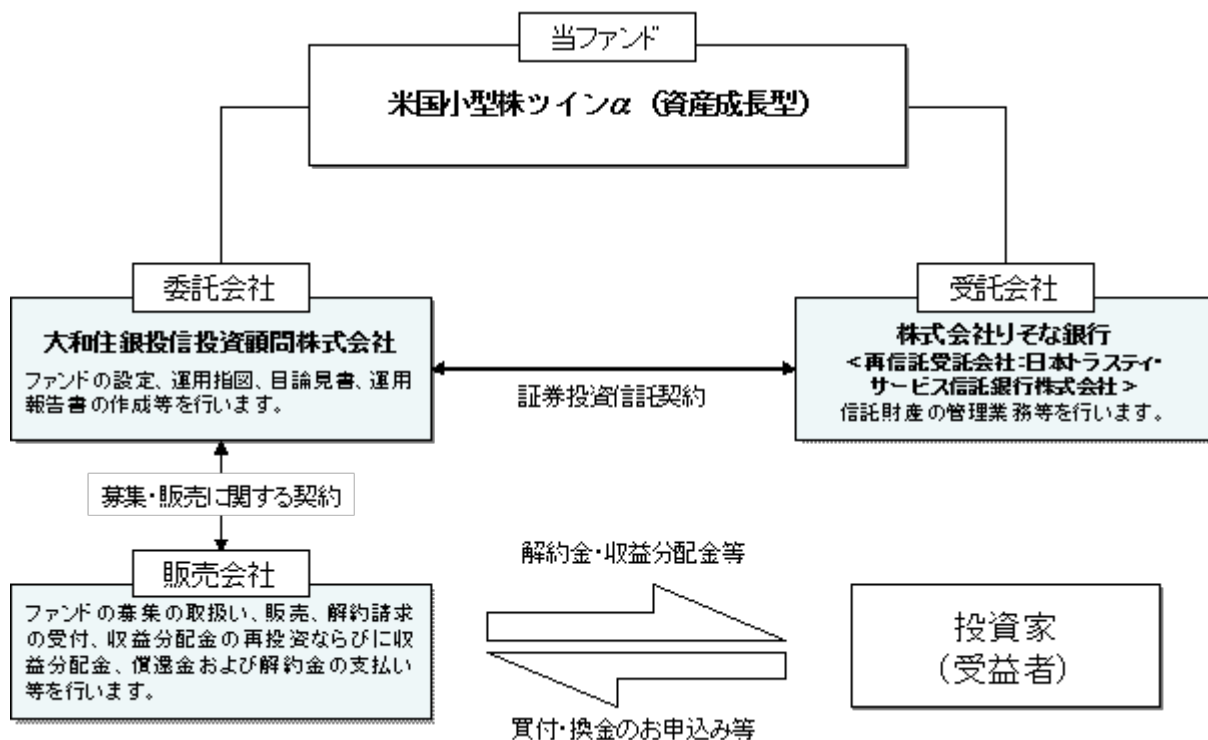 当ファンド
米国小型株ツインα（資産成長型）
委託会社
大和住銀投信投資顧問株式会社
ファンドの設定、運用指図、目論見書、運用
報告書の作成等を行います。
証券投資信託契約
受託会社
株式会社りそな銀行
＜再信託受託会社:日本トラスティ・
サービス信託銀行株式会社＞
信託財産の管理業務等を行います。
募集・販売に関する契約
販売会社
ファンドの募集の取扱い、販売、解約請求
の受付、収益分配金の再投資ならびに収
益分配金、償還金および解約金の支払い
等を行います。
解約金・収益分配金等
買付・換金のお申込み等
投資家
（受益者）